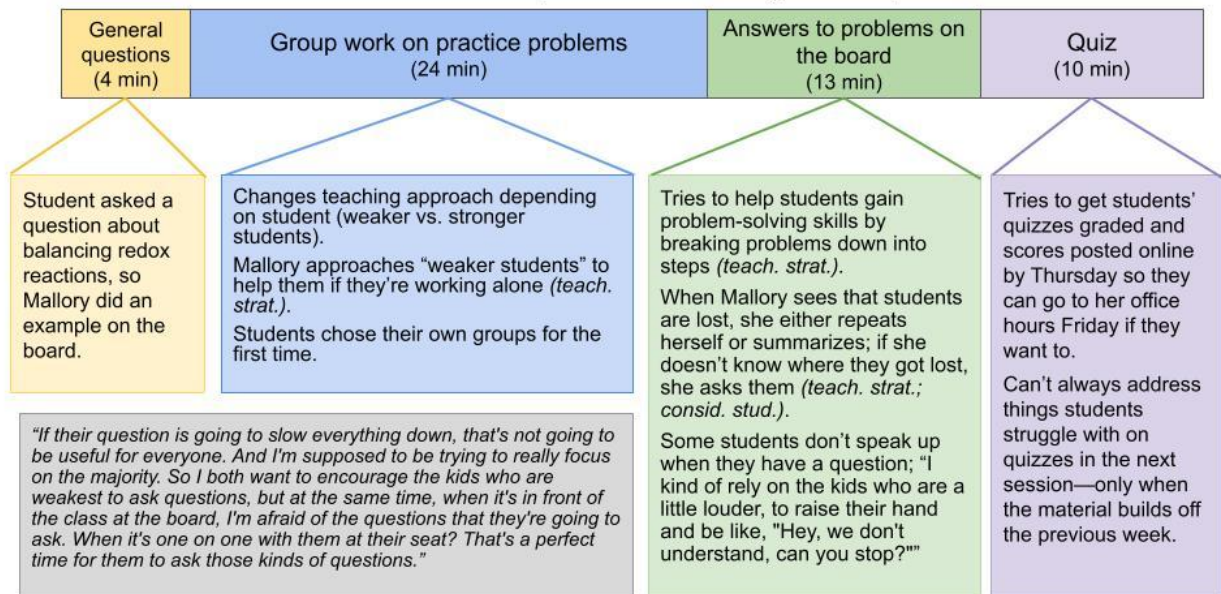 General
questions
(4 min)
Group work on practice problems
(24 min)
Answers to problems on
the board
(13 min)
Quiz
(10 min)
Student asked a
question about
balancing redox
reactions, so
Mallory did an
example on the
board.
Changes teaching approach depending
on student (weaker vs. stronger
students).
Mallory approaches “weaker students” to
help them if they’re working alone (teach.
strat.).
Students chose their own groups for the
first time.
Tries to help students gain
problem-solving skills by
breaking problems down into
steps (teach. strat.).
When Mallory sees that students
are lost, she either repeats
herself or summarizes; if she
doesn’t know where they got lost,
she asks them (teach. strat.;
consid. stud.).
Some students don’t speak up
when they have a question; “I
kind of rely on the kids who are a
little louder, to raise their hand
and be like, "Hey, we don't
understand, can you stop?"”
Tries to get students’
quizzes graded and
scores posted online
by Thursday so they
can go to her office
hours Friday if they
want to.
Can’t always address
things students
struggle with on
quizzes in the next
session—only when
the material builds off
the previous week.
“If their question is going to slow everything down, that's not going to
be useful for everyone. And I'm supposed to be trying to really focus
on the majority. So I both want to encourage the kids who are
weakest to ask questions, but at the same time, when it's in front of
the class at the board, I'm afraid of the questions that they're going to
ask. When it's one on one with them at their seat? That's a perfect
time for them to ask those kinds of questions.”